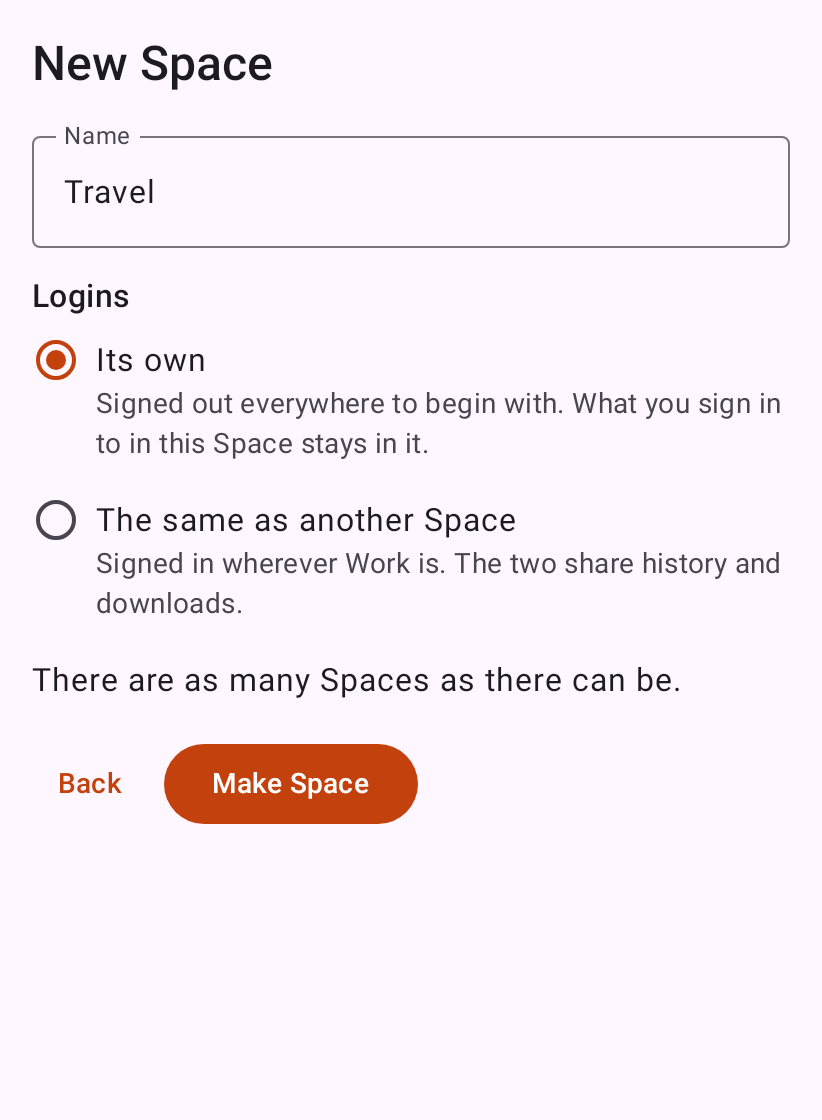 New Space
Name
Travel
Logins
Its own
Signed out everywhere to begin with. What you sign in
to in this Space stays in it.
The same as another Space
Signed in wherever Work is. The two share history and
downloads.
There are as many Spaces as there can be.
Back
Make Space